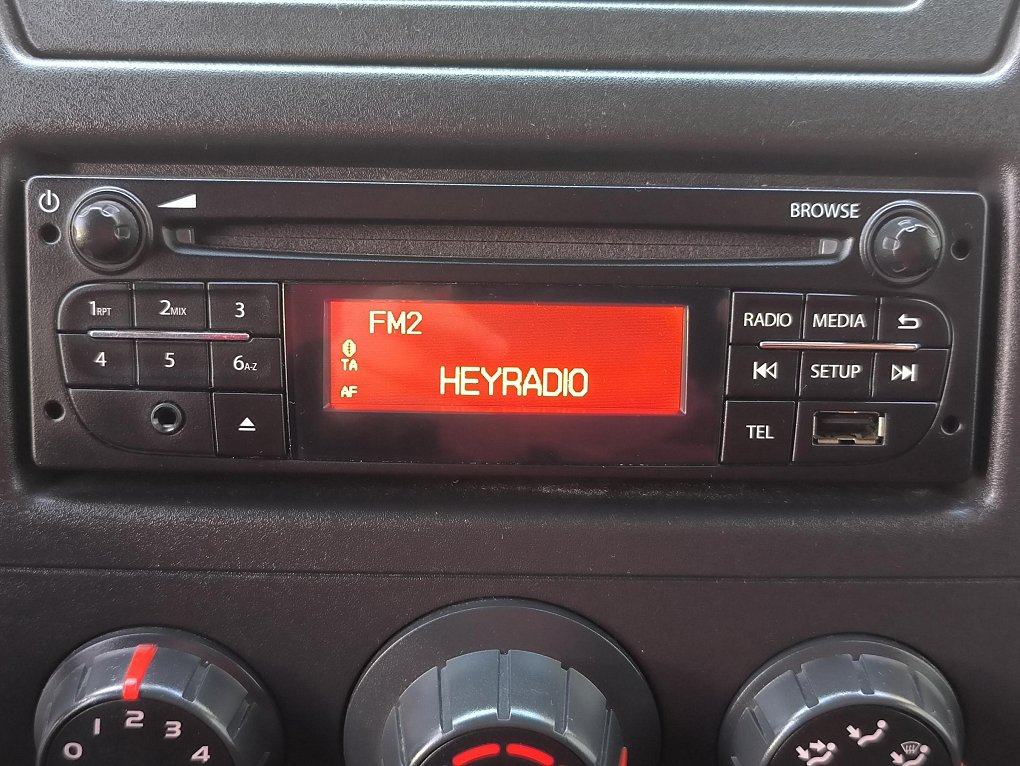 BROWSE
1RPT 2MIX 3
4 5 6A-Z
FM2
TA
AF
HEYRADIO
RADIO MEDIA
SETUP
TEL
0 1 2 3 4